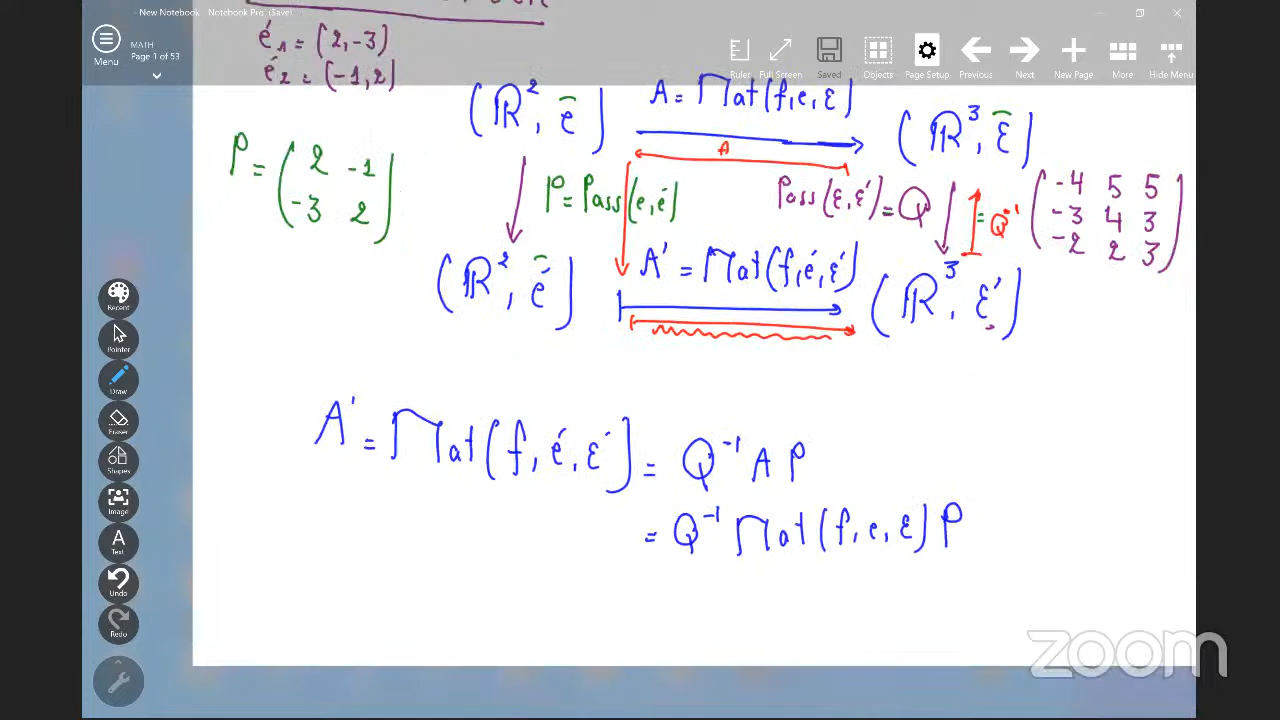 New Notebook - Notebook Pro. (Save)
Menu
MATH
Page 1 of 53
Ruler
Full Screen
Saved
Objects
Page Setup
Previous
Next
New Page
More
Hide Menu
é₁ = (2, -3)
é₂ = (-1, 2)
(ℝ², e̅) A = Mat(f, e, ε) (ℝ³, ε̅)
A
P = (2 -1
-3 2)
P = Pass(e, é) Pass(ε, ε') = Q = Q⁻¹
(-4 5 5
-3 4 3
-2 2 3)
(ℝ², é) A' = Mat(f, é, ε') (ℝ³, ε')
A' = Mat(f, é, ε') = Q⁻¹ A P
= Q⁻¹ Mat(f, e, ε) P
Recent
Pointer
Draw
Eraser
Shapes
Image
Text
Undo
Redo
zoom